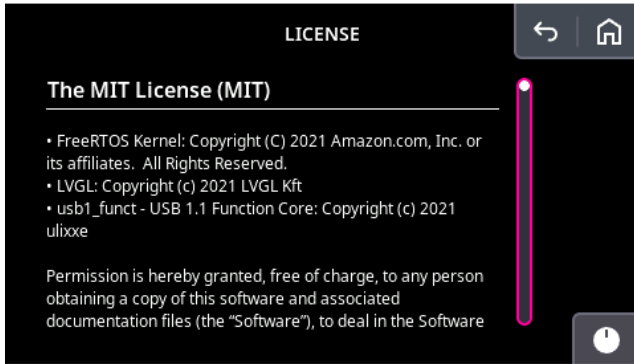 LICENSE
The MIT License (MIT)
• FreeRTOS Kernel: Copyright (C) 2021 Amazon.com, Inc. or
its affiliates.  All Rights Reserved.
• LVGL: Copyright (c) 2021 LVGL Kft
• usb1_funct - USB 1.1 Function Core: Copyright (c) 2021
ulixxe
Permission is hereby granted, free of charge, to any person
obtaining a copy of this software and associated
documentation files (the “Software”), to deal in the Software